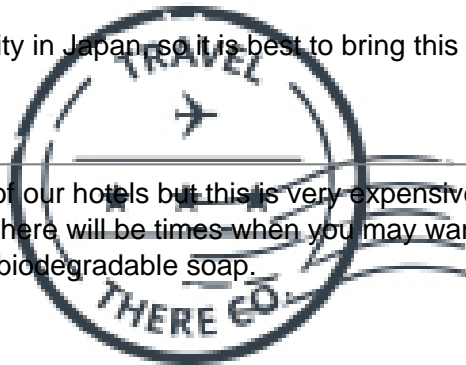 ity in Japan, so it is best to bring this
TRAVEL
of our hotels but this is very expensive
here will be times when you may wan
biodegradable soap.
THERE CO.